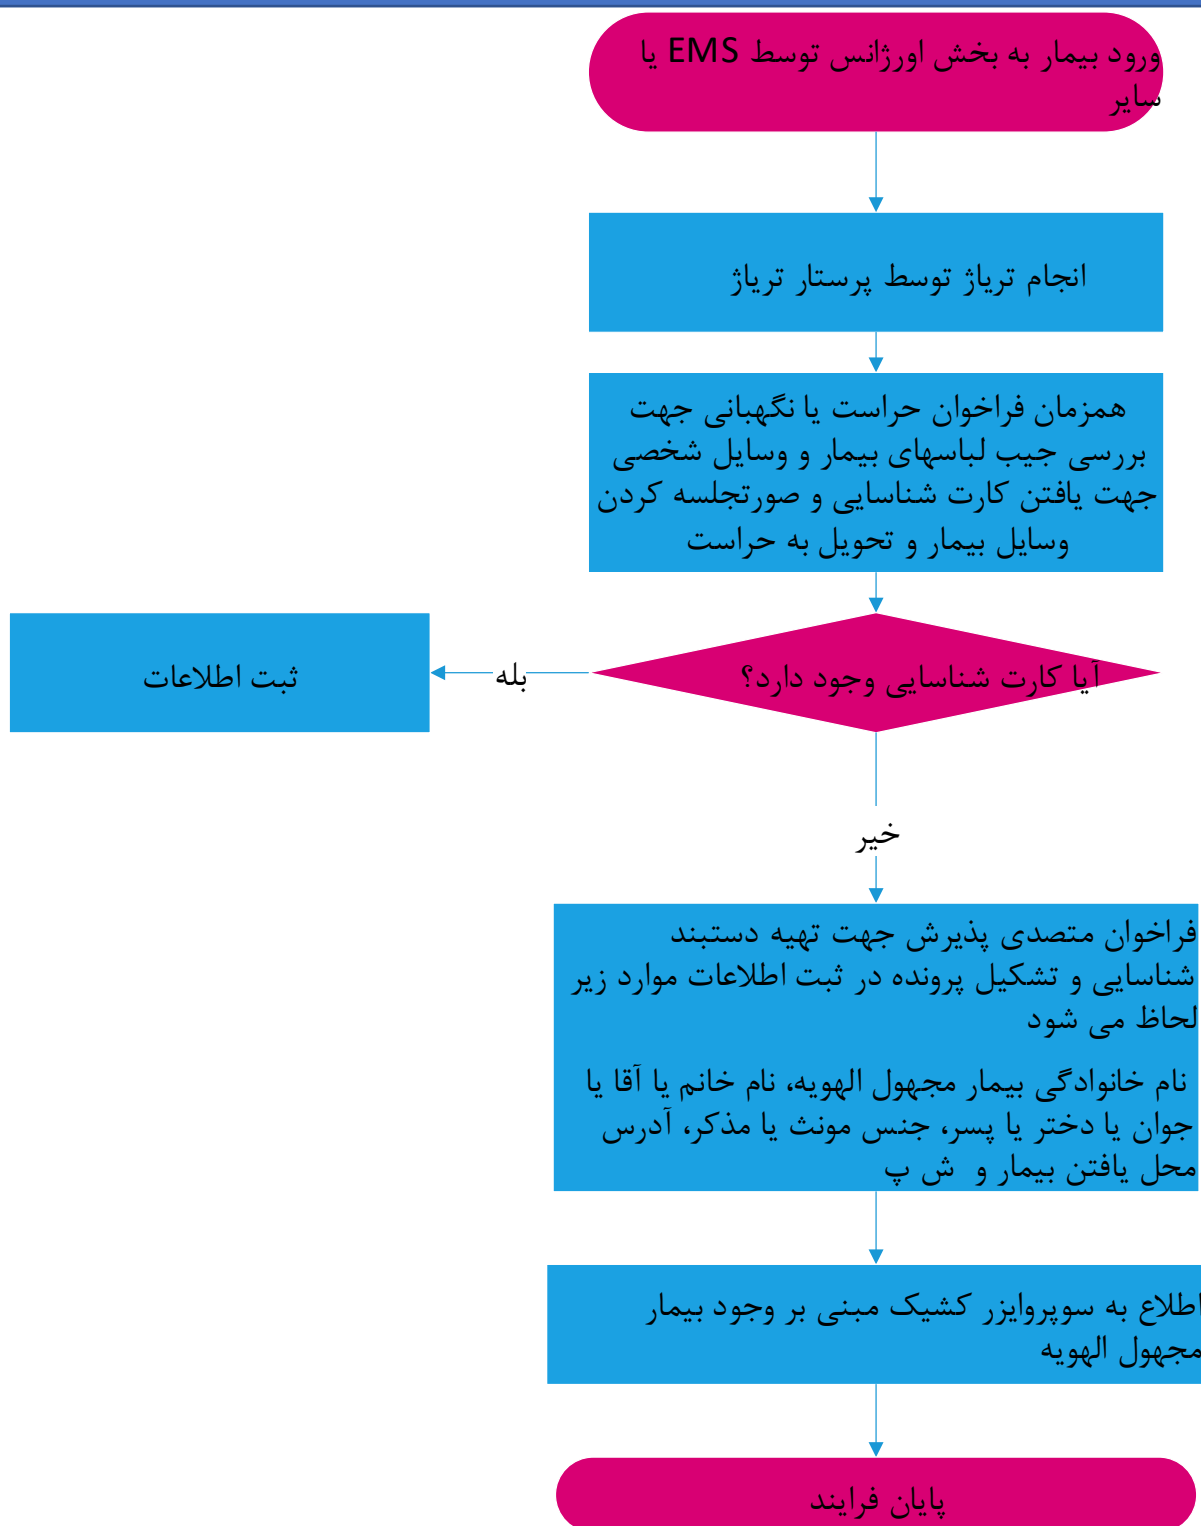 ورود بیمار به بخش اورژانس توسط EMS یا
سایر
انجام تریاژ توسط پرستار تریاژ
همزمان فراخوان حراست یا نگهبانی جهت
بررسی جیب لباسهای بیمار و وسایل شخصی
جهت یافتن کارت شناسایی و صورتجلسه کردن
وسایل بیمار و تحویل به حراست
آیا کارت شناسایی وجود دارد؟
بله
ثبت اطلاعات
خیر
فراخوان متصدی پذیرش جهت تهیه دستبند
شناسایی و تشکیل پرونده در ثبت اطلاعات موارد زیر
لحاظ می شود
نام خانوادگی بیمار مجهول الهویه، نام خانم یا آقا یا
جوان یا دختر یا پسر، جنس مونث یا مذکر، آدرس
محل یافتن بیمار و ش پ
اطلاع به سوپروایزر کشیک مبنی بر وجود بیمار
مجهول الهویه
پایان فرایند